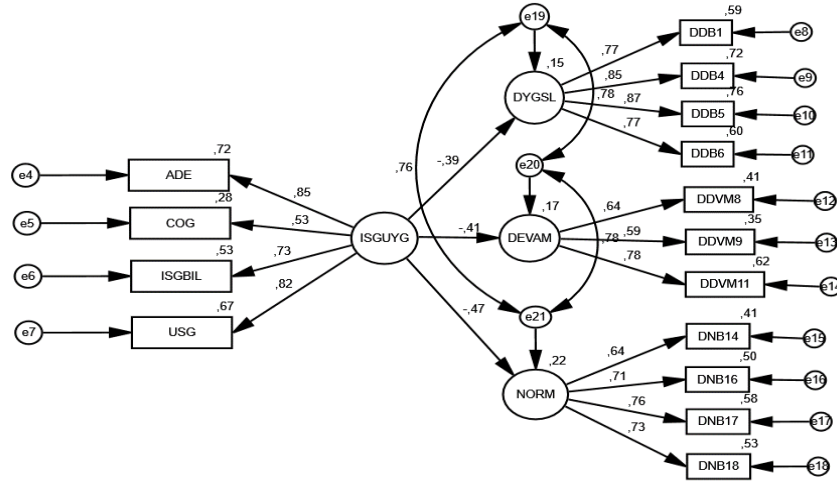 e19
,59
DDB1
e8
,77
,15
,72
DDB4
e9
,85
DYGSL
,78
,87
,76
DDB5
e10
,77
,60
DDB6
e11
,72
e4
ADE
,85
-,39
,76
e20
,41
DDVM8
e12
,28
e5
COG
,53
ISGUYG
-,41
,17
DEVAM
,64
,35
,59
DDVM9
e13
,78
,53
e6
ISGBIL
,73
,78
,62
DDVM11
e14
,82
,67
e7
USG
-,47
e21
,41
DNB14
e15
,64
,22
,50
DNB16
e16
,71
NORM
,76
,58
DNB17
e17
,73
,53
DNB18
e18